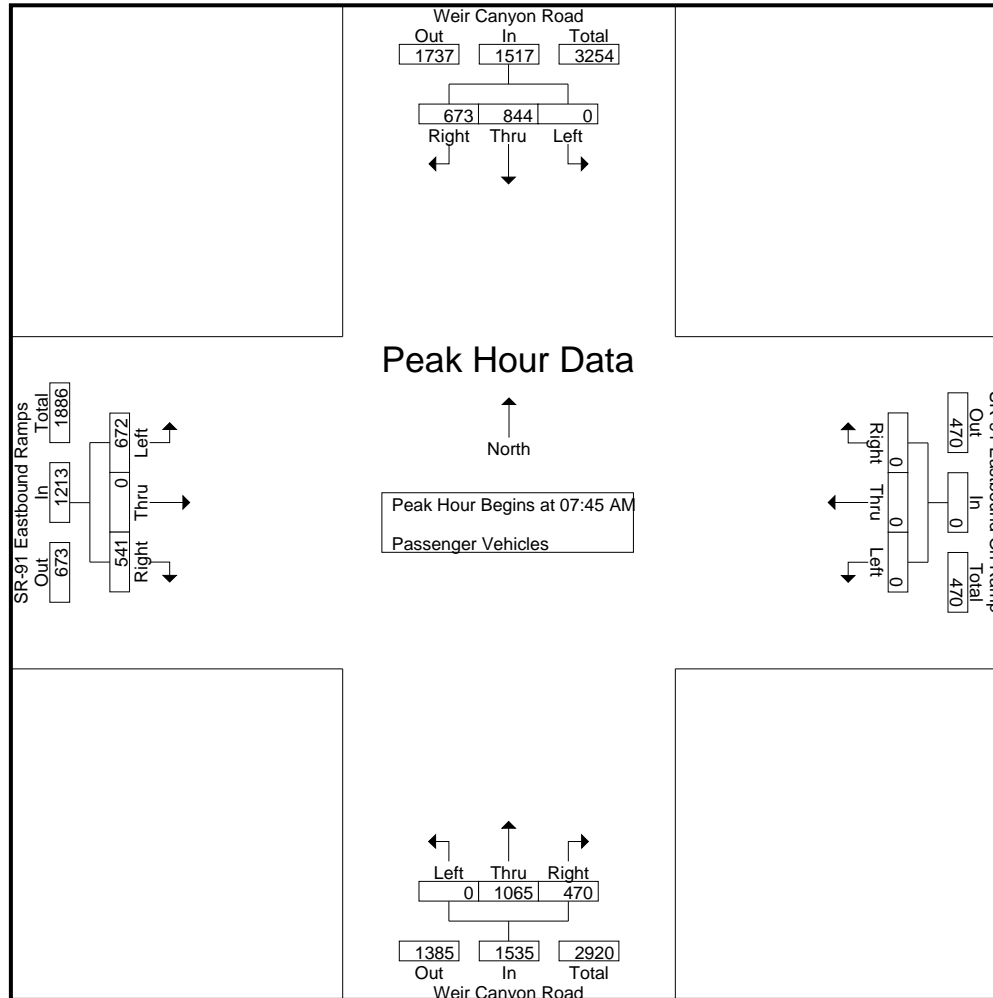 Weir Canyon Road
Out In Total
1737 1517 3254
673 844 0
Right Thru Left
Peak Hour Data
North
Peak Hour Begins at 07:45 AM
Passenger Vehicles
SR-91 Eastbound Ramps
Out In Total
673 1213 1886
Left Thru Right
672 0 541
Right Thru Left
0 0 0
Out In Total
470 0 470
Eastbound On Ramp
Left Thru Right
0 1065 470
1385 1535 2920
Out In Total
Weir Canyon Road